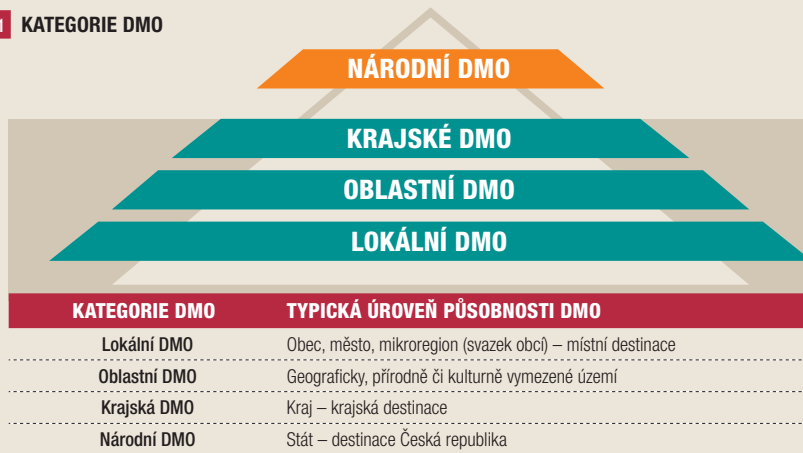 1 KATEGORIE DMO
NÁRODNÍ DMO
KRAJSKÉ DMO
OBLASTNÍ DMO
LOKÁLNÍ DMO
KATEGORIE DMO TYPICKÁ ÚROVEŇ PŮSOBNOSTI DMO
Lokální DMO Obec, město, mikroregion (svazek obcí) – místní destinace
Oblastní DMO Geograficky, přírodně či kulturně vymezené území
Krajská DMO Kraj – krajská destinace
Národní DMO Stát – destinace Česká republika